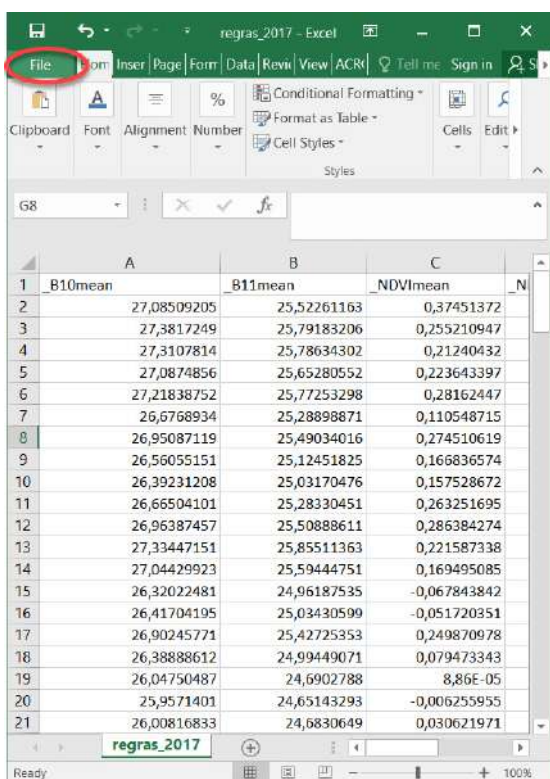 regras_2017 - Excel
File Hom Inser Page Form Data Revie View ACR Tell me Sign in S
Clipboard Font Alignment Number Conditional Formatting Cells Edit
Format as Table
Cell Styles
Styles
G8 fx
A B C
1 _B10mean _B11mean _NDVImean _N
2 27,08509205 25,52261163 0,37451372
3 27,3817249 25,79183206 0,255210947
4 27,3107814 25,78634302 0,21240432
5 27,0874856 25,65280552 0,223643397
6 27,21838752 25,77253298 0,28162447
7 26,6768934 25,28898871 0,110548715
8 26,95087119 25,49034016 0,274510619
9 26,56055151 25,12451825 0,166836574
10 26,39231208 25,03170476 0,157528672
11 26,66504101 25,28330451 0,263251695
12 26,96387457 25,50888611 0,286384274
13 27,33447151 25,85511363 0,221587338
14 27,04429923 25,59444751 0,169495085
15 26,32022481 24,96187535 -0,067843842
16 26,41704195 25,03430599 -0,051720351
17 26,90245771 25,42725353 0,249870978
18 26,38888612 24,99449071 0,079473343
19 26,04750487 24,6902788 8,86E-05
20 25,9571401 24,65143293 -0,006255955
21 26,00816833 24,6830649 0,030621971
regras_2017
Ready 100%